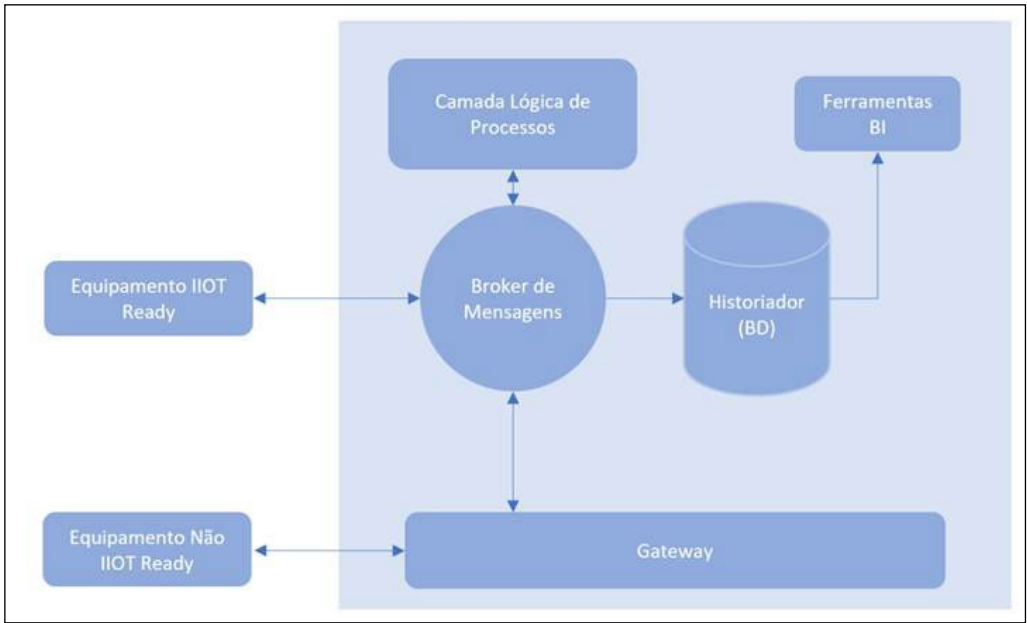 Camada Lógica de
Processos
Ferramentas
BI
Equipamento IIOT
Ready
Broker de
Mensagens
Historiador
(BD)
Equipamento Não
IIOT Ready
Gateway